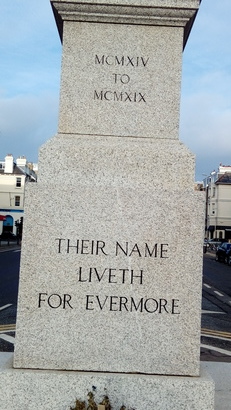 MCMXIV
TO
MCMXIX
THEIR NAME
LIVETH
FOR EVERMORE